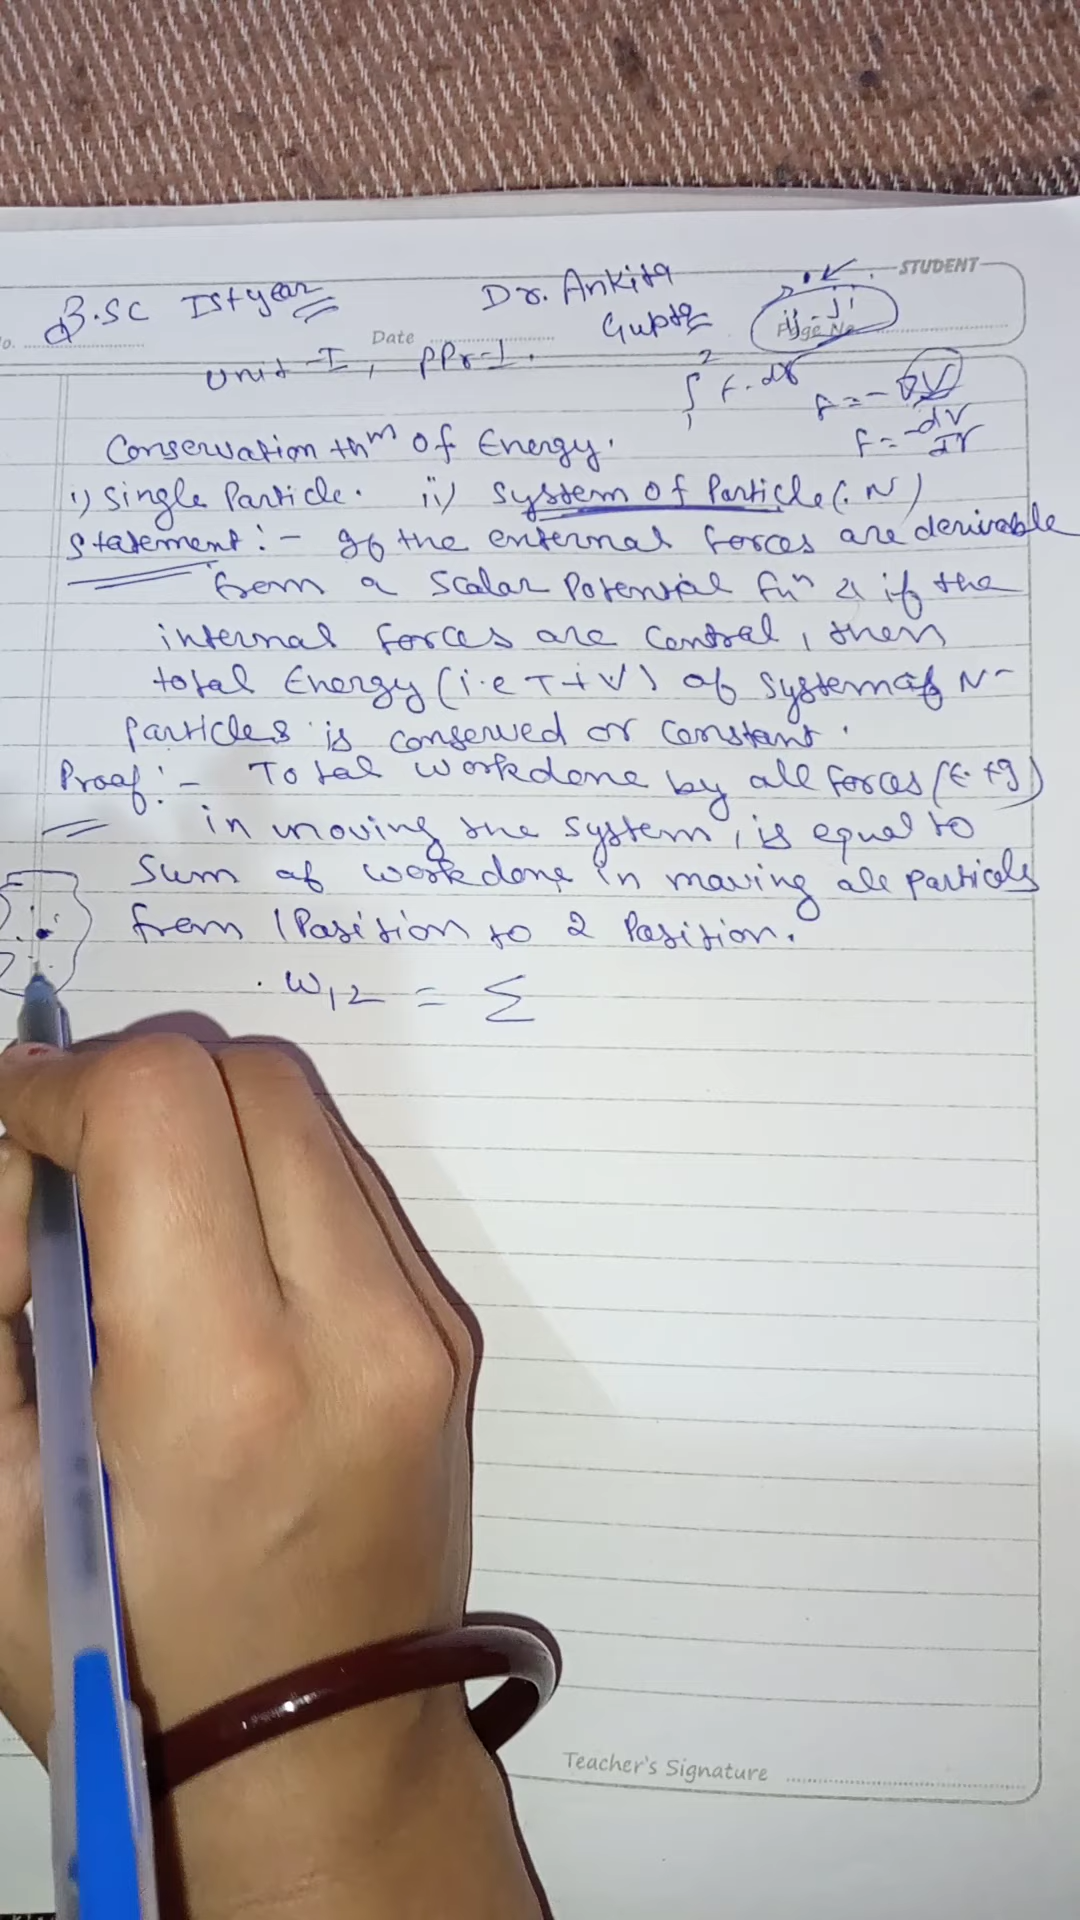 B.SC Ist year Dr. Ankita Gupta
STUDENT
Date
Page No.
Unit-I, PPr-I.
∫₁² F.dr F = -∇V
F = -dV/dr
Conservation thm of Energy.
i) Single Particle. ii) System of Particle (N)
Statement:- If the external forces are derivable
from a Scalar Potential fun & if the
internal forces are Central, then
total Energy (i.e T+V) of System of N-
Particles is conserved or constant.
Proof:- Total workdone by all forces (E+I)
in moving the system, is equal to
Sum of workdone in moving all particles
from 1 Position to 2 Position.
W12 = Σ
Teacher's Signature